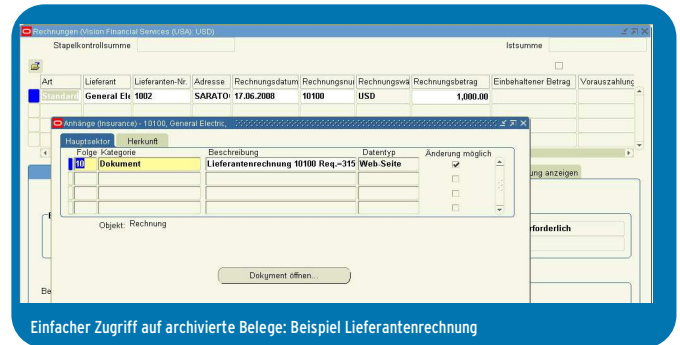 Rechnungen (Vision Financial Services (USA): USD)
Stapelkontrollsumme Istsumme
Art Lieferant Lieferanten-Nr. Adresse Rechnungsdatum Rechnungsnui Rechnungswä Rechnungsbetrag Einbehaltener Betrag Vorauszahlung
Standard General Ele 1002 SARATO 17.06.2008 10100 USD 1,000.00
Anhänge (Insurance) - 10100, General Electric,
Hauptsektor Herkunft
Folge Kategorie Beschreibung Datentyp Änderung möglich
10 Dokument Lieferantenrechnung 10100 Req.=315 Web-Seite
ung anzeigen
Objekt: Rechnung
rforderlich
Dokument öffnen...
Be
Einfacher Zugriff auf archivierte Belege: Beispiel Lieferantenrechnung